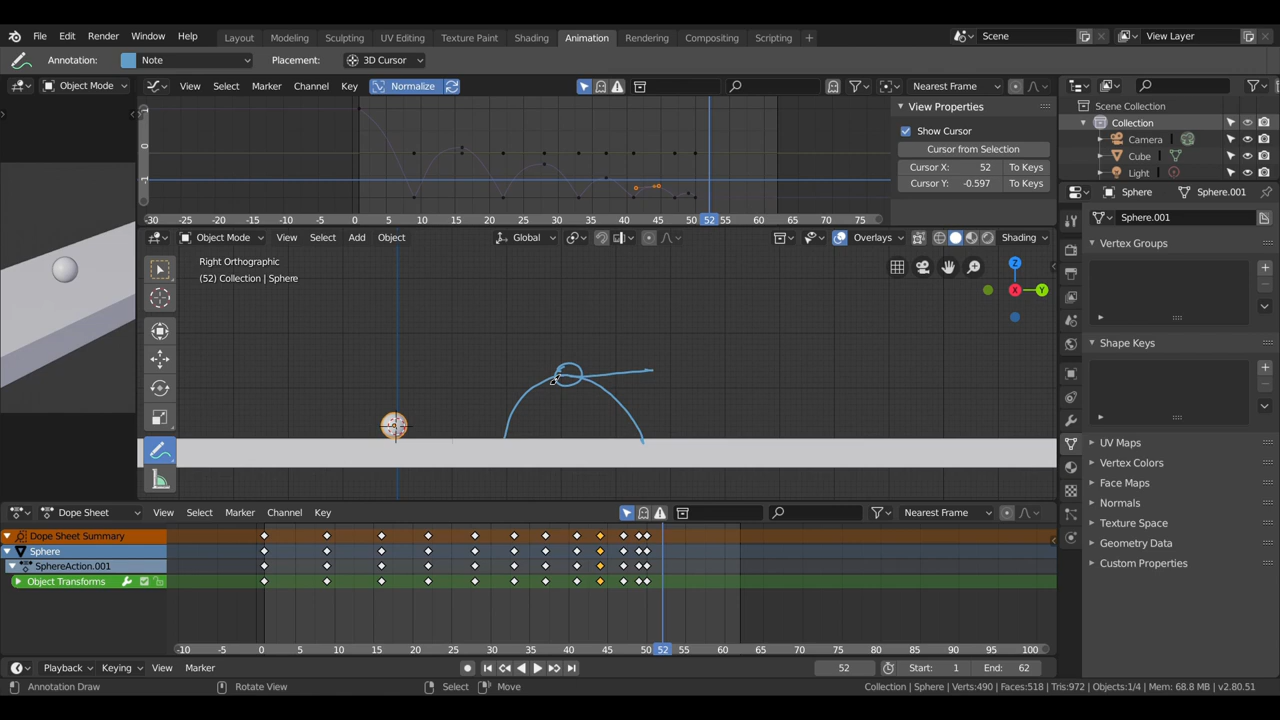 File Edit Render Window Help Layout Modeling Sculpting UV Editing Texture Paint Shading Animation Rendering Compositing Scripting + Scene View Layer
Annotation: Note Placement: 3D Cursor
Object Mode View Select Marker Channel Key Normalize Nearest Frame
1 0 -1
-30 -25 -20 -15 -10 -5 0 5 10 15 20 25 30 35 40 45 50 52 55 60 65 70 75
View Properties
Show Cursor
Cursor from Selection
Cursor X: 52 To Keys
Cursor Y: -0.597 To Keys
Scene Collection
Collection
Camera
Cube
Light
Sphere Sphere.001
Sphere.001
Vertex Groups
Shape Keys
UV Maps
Vertex Colors
Face Maps
Normals
Texture Space
Geometry Data
Custom Properties
Object Mode View Select Add Object Global Overlays Shading
Right Orthographic
(52) Collection | Sphere
Z
X Y
Dope Sheet View Select Marker Channel Key Nearest Frame
Dope Sheet Summary
Sphere
SphereAction.001
Object Transforms
-10 -5 0 5 10 15 20 25 30 35 40 45 50 52 55 60 65 70 75 80 85 90 95 100
Playback Keying View Marker 52 Start: 1 End: 62
Annotation Draw Rotate View Select Move Collection | Sphere | Verts:490 | Faces:518 | Tris:972 | Objects:1/4 | Mem: 68.8 MB | v2.80.51